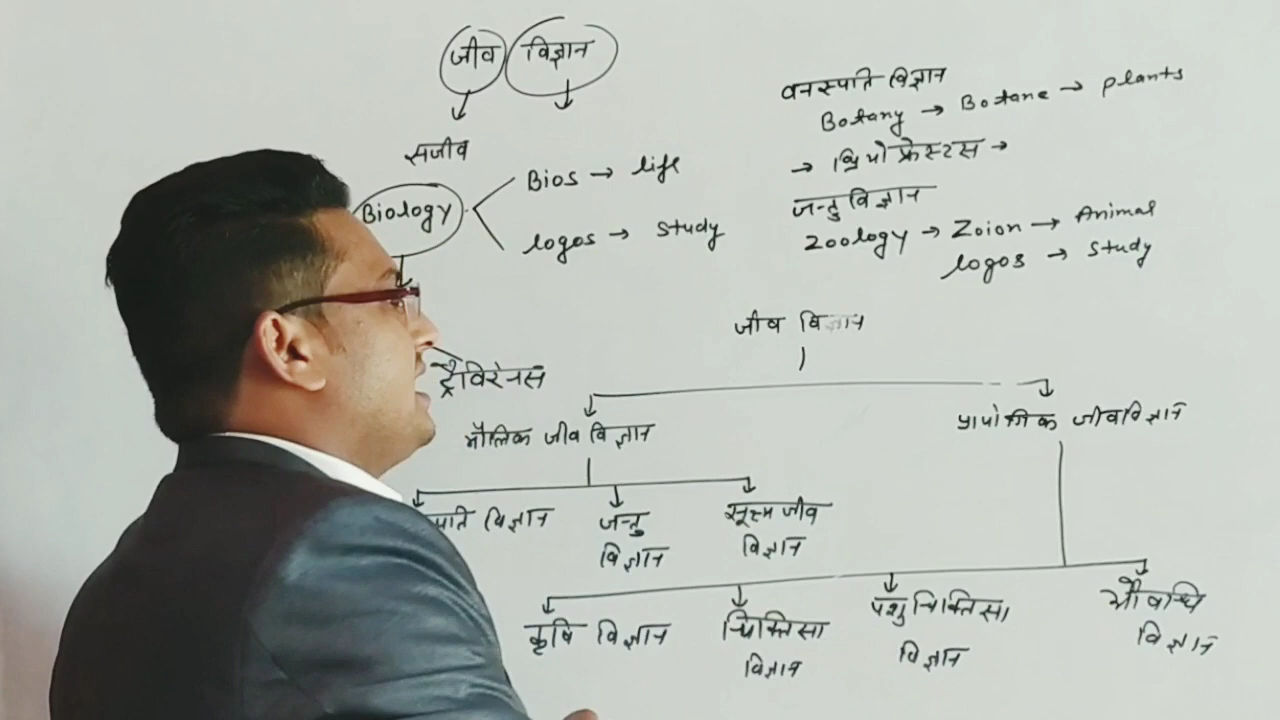 जीव विज्ञान
सजीव
Biology
Bios → life
logos → study
ट्रैविरेनस
वनस्पति विज्ञान
Botany → Botane → plants
→ थियोफ्रेस्टस →
जन्तु विज्ञान
Zoology → Zoion → Animal
logos → study
जीव विज्ञान
मौलिक जीव विज्ञान
प्रायोगिक जीवविज्ञान
विज्ञान
जन्तु
विज्ञान
सूक्ष्म जीव
विज्ञान
कृषि विज्ञान
चिकित्सा
विज्ञान
पशु चिकित्सा
विज्ञान
औषधि
विज्ञान